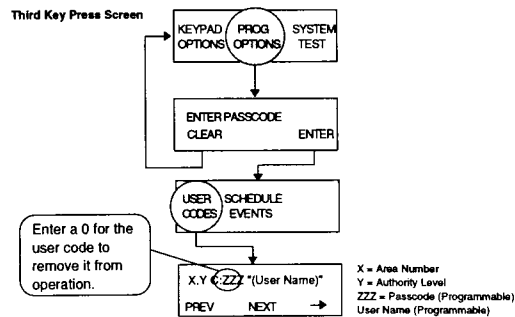 Third Key Press Screen
KEYPAD PROG SYSTEM
OPTIONS OPTIONS TEST
ENTER PASSCODE
CLEAR ENTER
USER SCHEDULE
CODES EVENTS
Enter a 0 for the
user code to
remove it from
operation.
X.Y C:ZZZ "(User Name)"
PREV NEXT →
X = Area Number
Y = Authority Level
ZZZ = Passcode (Programmable)
User Name (Programmable)